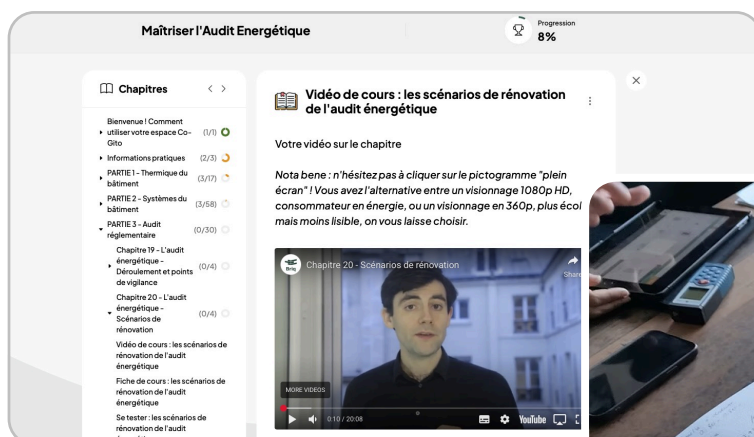 Maîtriser l'Audit Energétique
Progression
8%
Chapitres
Bienvenue ! Comment
utiliser votre espace Co-
Gito
(1/1)
Informations pratiques
(2/3)
PARTIE 1 - Thermique du
bâtiment
(3/17)
PARTIE 2 - Systèmes du
bâtiment
(3/58)
PARTIE 3 - Audit
réglementaire
(0/30)
Chapitre 19 - L'audit
énergétique -
Déroulement et points
de vigilance
(0/4)
Chapitre 20 - L'audit
énergétique -
Scénarios de
rénovation
(0/4)
Vidéo de cours : les scénarios de
rénovation de l'audit
énergétique
Fiche de cours : les scénarios de
rénovation de l'audit
énergétique
Se tester : les scénarios de
rénovation de l'audit
Vidéo de cours : les scénarios de rénovation
de l'audit énergétique
Votre vidéo sur le chapitre
Nota bene : n'hésitez pas à cliquer sur le pictogramme "plein
écran" ! Vous avez l'alternative entre un visionnage 1080p HD,
consommateur en énergie, ou un visionnage en 360p, plus écol
mais moins lisible, on vous laisse choisir.
Chapitre 20 - Scénarios de rénovation
Share
MORE VIDEOS
0:10 / 20:08
YouTube